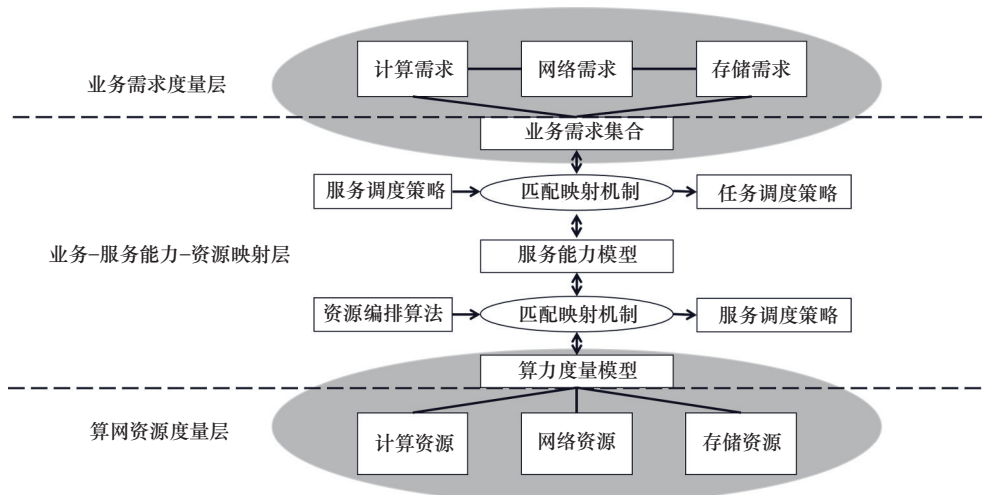 计算需求
网络需求
存储需求
业务需求度量层
业务需求集合
服务调度策略
匹配映射机制
任务调度策略
业务–服务能力–资源映射层
服务能力模型
资源编排算法
匹配映射机制
服务调度策略
算力度量模型
算网资源度量层
计算资源
网络资源
存储资源